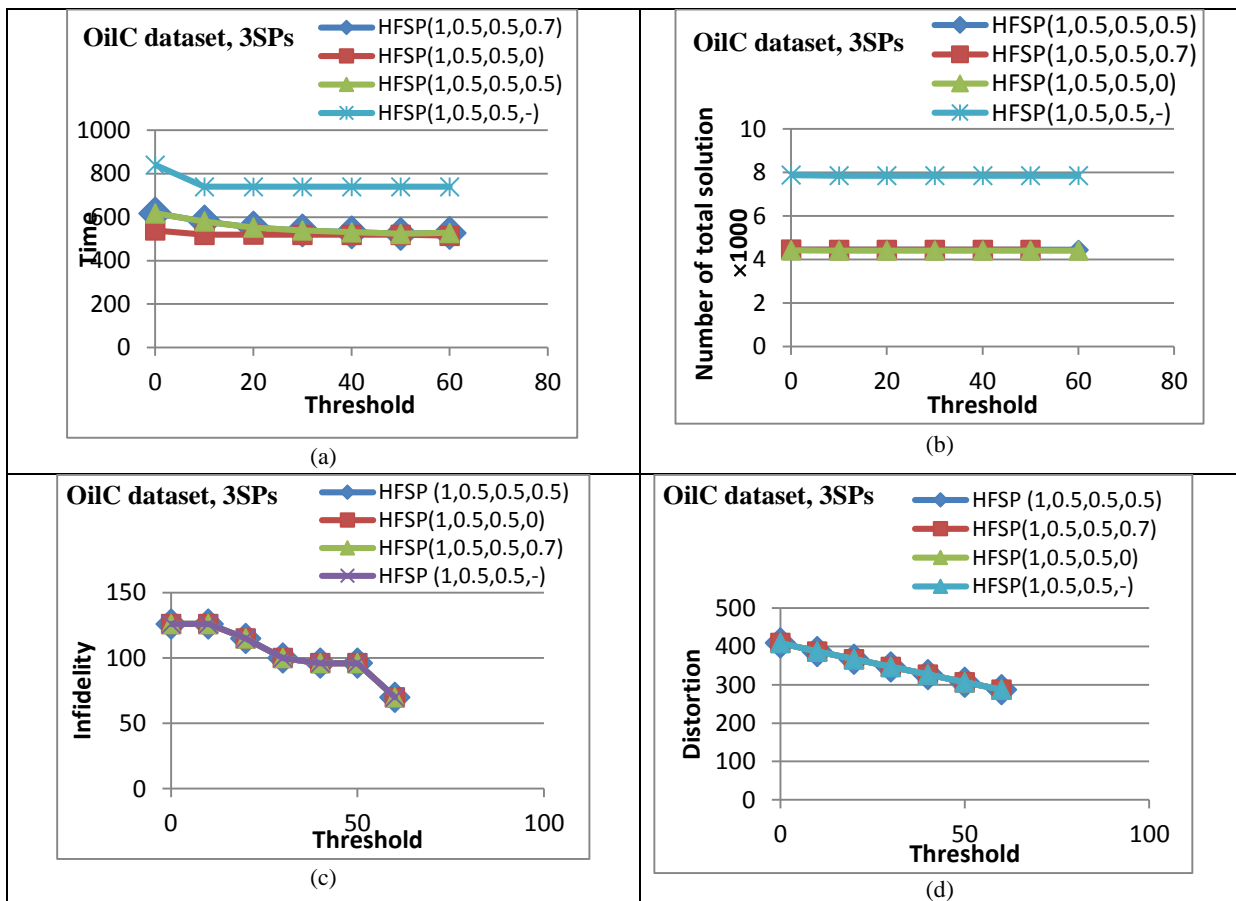 OilC dataset, 3SPs
HFSP(1,0.5,0.5,0.7)
HFSP(1,0.5,0.5,0)
HFSP(1,0.5,0.5,0.5)
HFSP(1,0.5,0.5,-)
Time
1000
800
600
400
200
0
0 20 40 60 80
Threshold
(a)
OilC dataset, 3SPs
HFSP(1,0.5,0.5,0.5)
HFSP(1,0.5,0.5,0.7)
HFSP(1,0.5,0.5,0)
HFSP(1,0.5,0.5,-)
Number of total solution
×1000
10
8
6
4
2
0
0 20 40 60 80
Threshold
(b)
OilC dataset, 3SPs
HFSP (1,0.5,0.5,0.5)
HFSP(1,0.5,0.5,0)
HFSP(1,0.5,0.5,0.7)
HFSP (1,0.5,0.5,-)
Infidelity
150
100
50
0
0 50 100
Threshold
(c)
OilC dataset, 3SPs
HFSP (1,0.5,0.5,0.5)
HFSP(1,0.5,0.5,0.7)
HFSP(1,0.5,0.5,0)
HFSP(1,0.5,0.5,-)
Distortion
500
400
300
200
100
0
0 50 100
Threshold
(d)